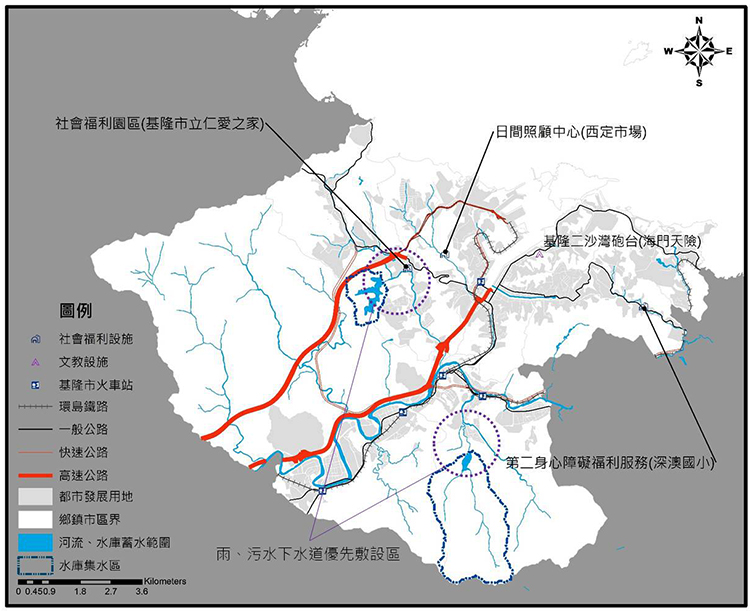 N
W E
S
社會福利園區(基隆市立仁愛之家)
日間照顧中心(西定市場)
基隆二沙灣砲台(海門天險)
第二身心障礙福利服務(深澳國小)
雨、污水下水道優先敷設區
圖例
社會福利設施
文教設施
基隆市火車站
環島鐵路
一般公路
快速公路
高速公路
都市發展用地
鄉鎮市區界
河流、水庫蓄水範圍
水庫集水區
Kilometers
0 0.450.9 1.8 2.7 3.6